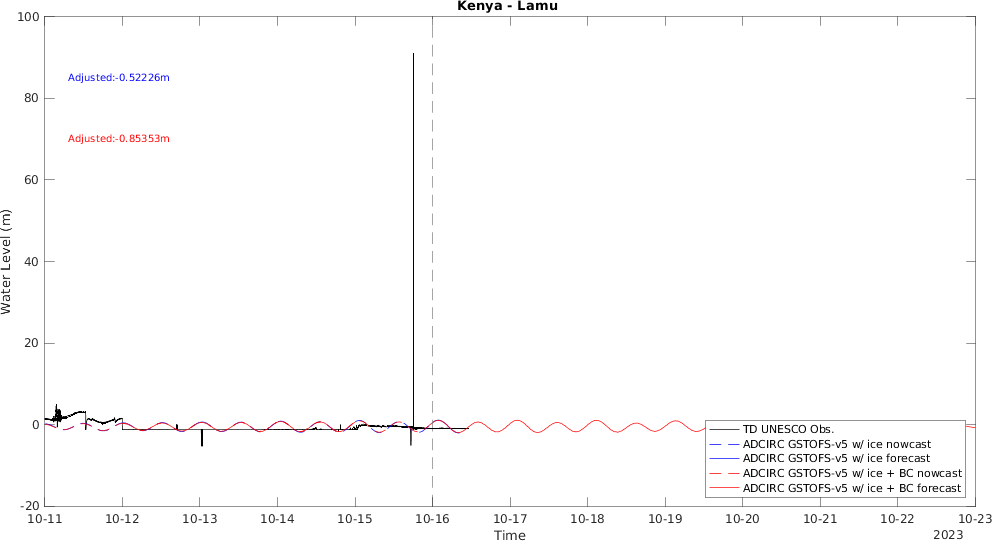 Kenya - Lamu
100
80
60
40
20
0
-20
Water Level (m)
Adjusted:-0.52226m
Adjusted:-0.85353m
TD UNESCO Obs.
ADCIRC GSTOFS-v5 w/ ice nowcast
ADCIRC GSTOFS-v5 w/ ice forecast
ADCIRC GSTOFS-v5 w/ ice + BC nowcast
ADCIRC GSTOFS-v5 w/ ice + BC forecast
10-11 10-12 10-13 10-14 10-15 10-16 10-17 10-18 10-19 10-20 10-21 10-22 10-23
Time
2023